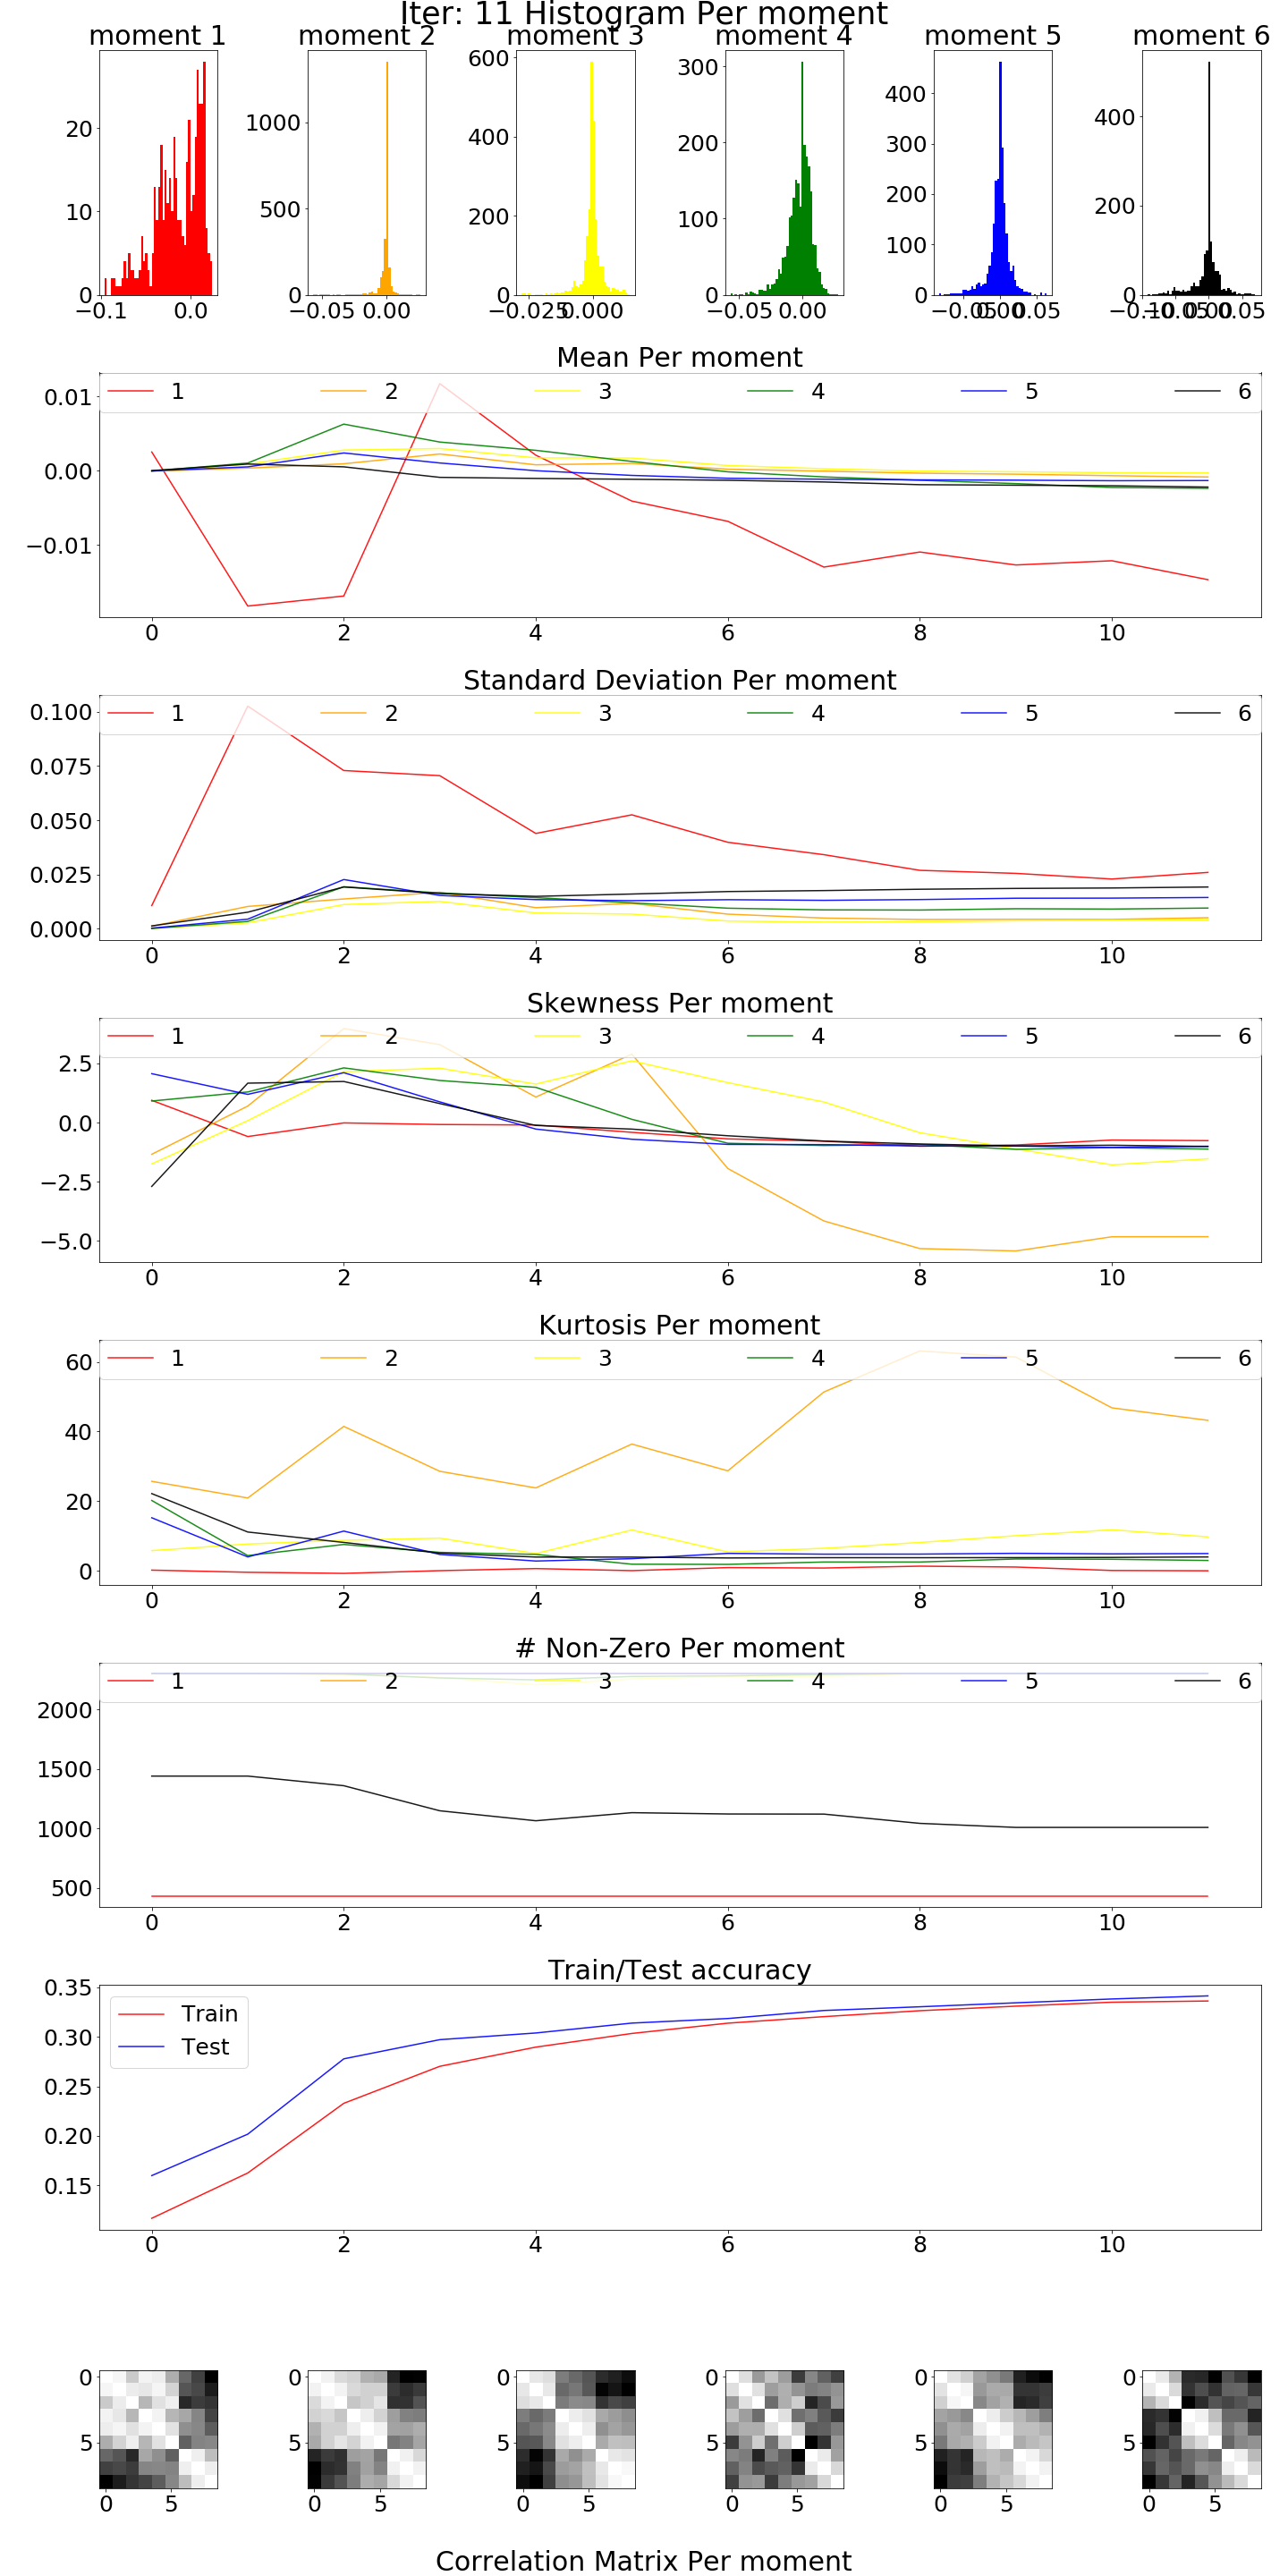 Iter: 11 Histogram Per moment
moment 1 moment 2 moment 3 moment 4 moment 5 moment 6
20
10
0
−0.1 0.0
1000
500
0
−0.05 0.00
600
400
200
0
−0.025 0.000
300
200
100
0
−0.05 0.00
400
300
200
100
0
−0.05 0.00 0.05
400
200
0
−0.10 −0.05 0.00 0.05
Mean Per moment
1 2 3 4 5 6
0.01
0.00
−0.01
0 2 4 6 8 10
Standard Deviation Per moment
1 2 3 4 5 6
0.100
0.075
0.050
0.025
0.000
0 2 4 6 8 10
Skewness Per moment
1 2 3 4 5 6
2.5
0.0
−2.5
−5.0
0 2 4 6 8 10
Kurtosis Per moment
1 2 3 4 5 6
60
40
20
0
0 2 4 6 8 10
# Non-Zero Per moment
1 2 3 4 5 6
2000
1500
1000
500
0 2 4 6 8 10
Train/Test accuracy
Train
Test
0.35
0.30
0.25
0.20
0.15
0 2 4 6 8 10
0 0 0 0 0 0
5 5 5 5 5 5
0 5 0 5 0 5 0 5 0 5 0 5
Correlation Matrix Per moment